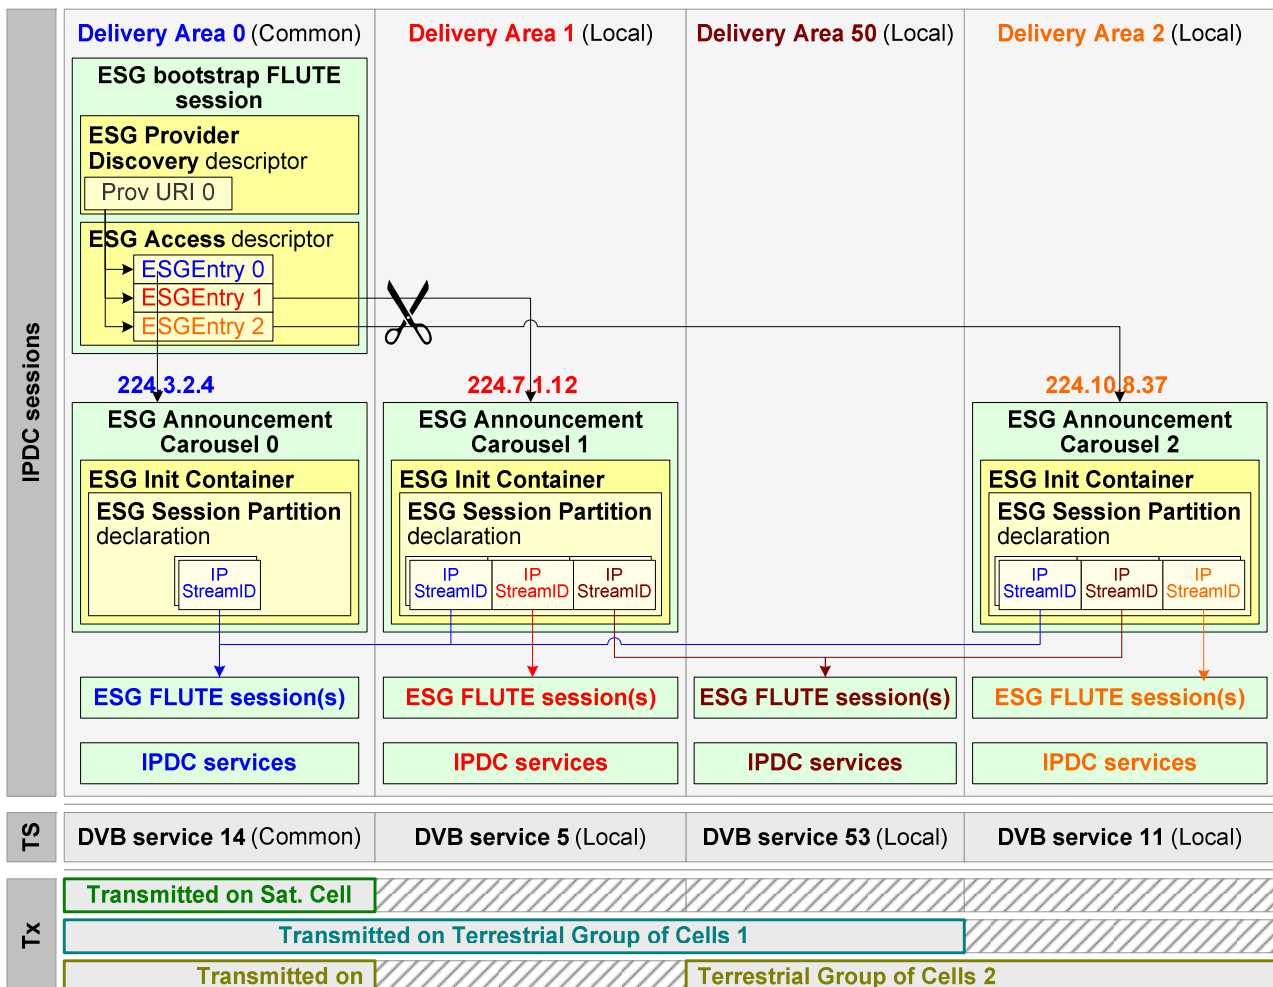 Delivery Area 0 (Common)
Delivery Area 1 (Local)
Delivery Area 50 (Local)
Delivery Area 2 (Local)
IPDC sessions
ESG bootstrap FLUTE
session
ESG Provider
Discovery descriptor
Prov URI 0
ESG Access descriptor
ESGEntry 0
ESGEntry 1
ESGEntry 2
224.3.2.4
ESG Announcement
Carousel 0
ESG Init Container
ESG Session Partition
declaration
IP
StreamID
224.7.1.12
ESG Announcement
Carousel 1
ESG Init Container
ESG Session Partition
declaration
IP
StreamID
IP
StreamID
IP
StreamID
224.10.8.37
ESG Announcement
Carousel 2
ESG Init Container
ESG Session Partition
declaration
IP
StreamID
IP
StreamID
IP
StreamID
ESG FLUTE session(s)
ESG FLUTE session(s)
ESG FLUTE session(s)
ESG FLUTE session(s)
IPDC services
IPDC services
IPDC services
IPDC services
TS
DVB service 14 (Common)
DVB service 5 (Local)
DVB service 53 (Local)
DVB service 11 (Local)
Tx
Transmitted on Sat. Cell
Transmitted on Terrestrial Group of Cells 1
Transmitted on
Terrestrial Group of Cells 2